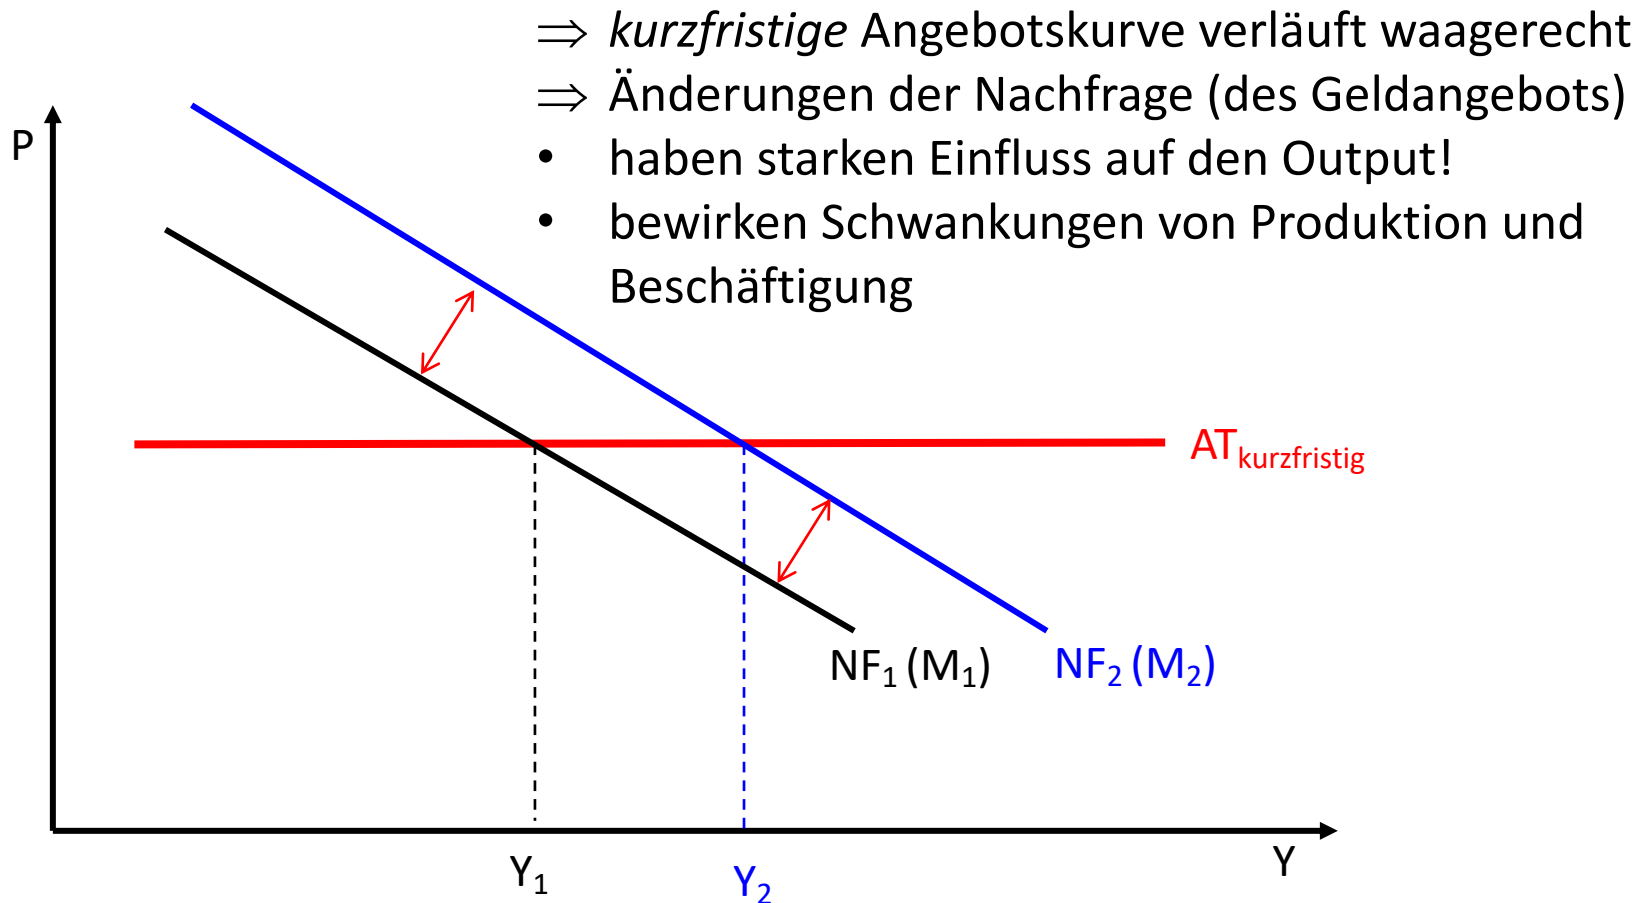 ⇒ kurzfristige Angebotskurve verläuft waagerecht
⇒ Änderungen der Nachfrage (des Geldangebots)
• haben starken Einfluss auf den Output!
• bewirken Schwankungen von Produktion und
Beschäftigung
P
AT kurzfristig
NF₁ (M₁)
NF₂ (M₂)
Y₁
Y₂
Y